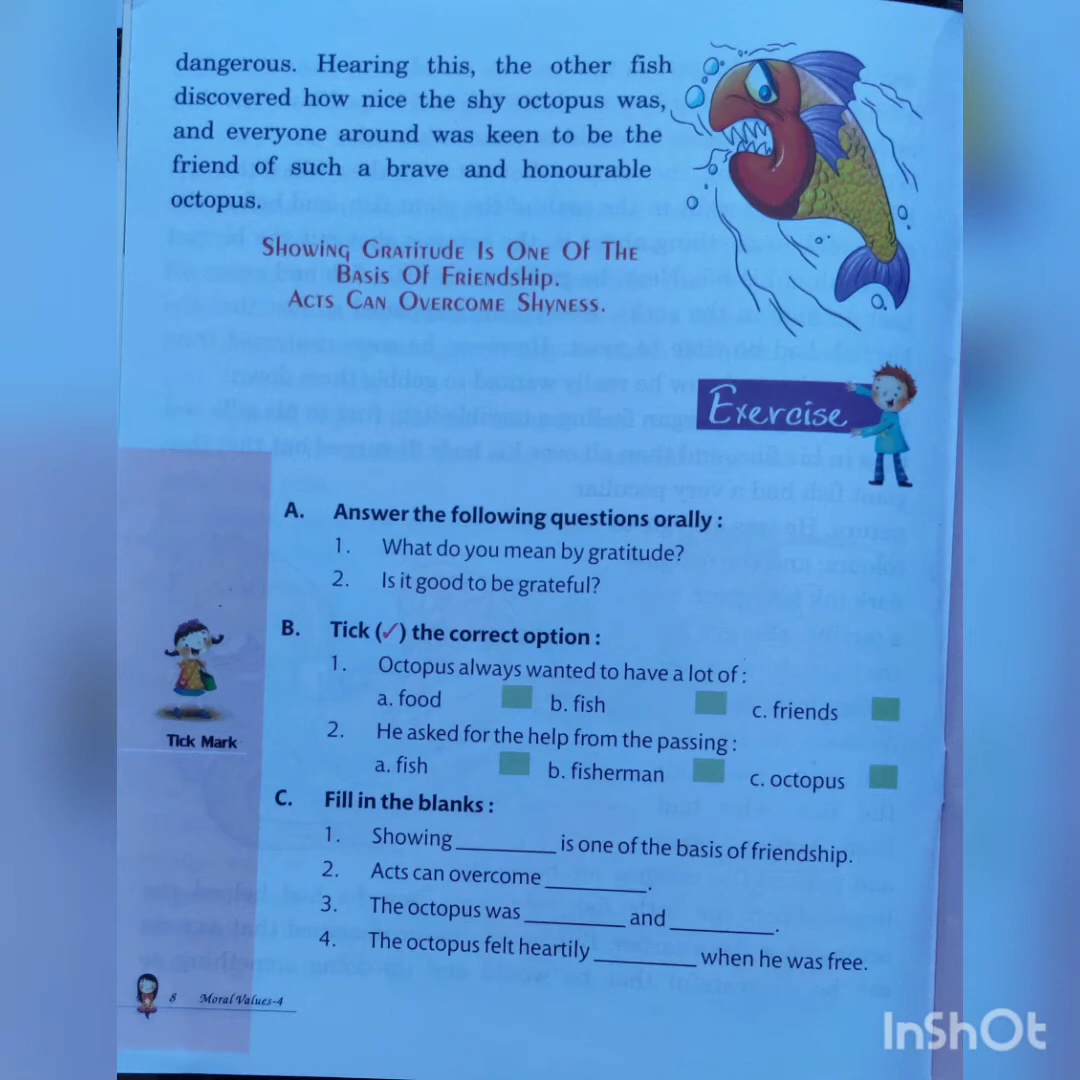 dangerous. Hearing this, the other fish
discovered how nice the shy octopus was,
and everyone around was keen to be the
friend of such a brave and honourable
octopus.
Showing Gratitude Is One Of The
Basis Of Friendship.
Acts Can Overcome Shyness.
Exercise
A. Answer the following questions orally :
1. What do you mean by gratitude?
2. Is it good to be grateful?
B. Tick (✓) the correct option :
1. Octopus always wanted to have a lot of :
a. food b. fish c. friends
2. He asked for the help from the passing :
a. fish b. fisherman c. octopus
Tick Mark
C. Fill in the blanks :
1. Showing __________ is one of the basis of friendship.
2. Acts can overcome __________.
3. The octopus was __________ and __________.
4. The octopus felt heartily __________ when he was free.
8 Moral Values-4
InShOt